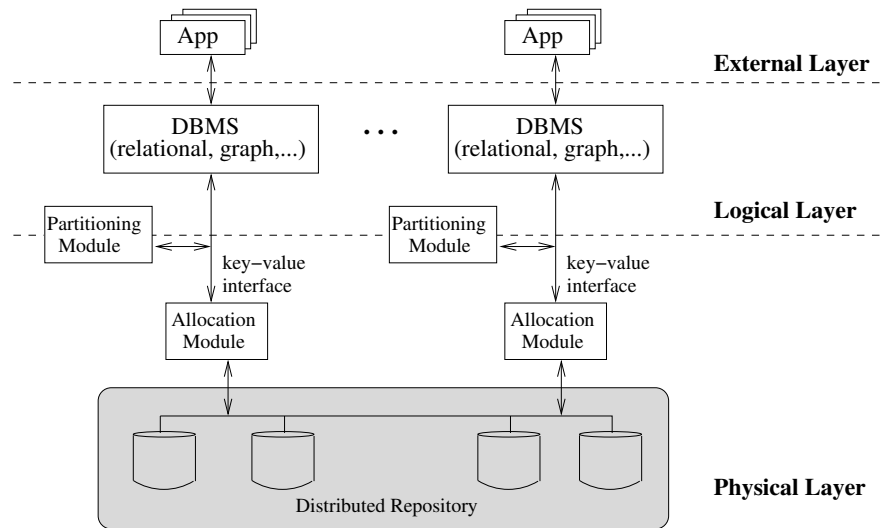 App
App
External Layer
DBMS
(relational, graph,...)
...
DBMS
(relational, graph,...)
Partitioning
Module
Partitioning
Module
Logical Layer
key−value
interface
key−value
interface
Allocation
Module
Allocation
Module
Distributed Repository
Physical Layer